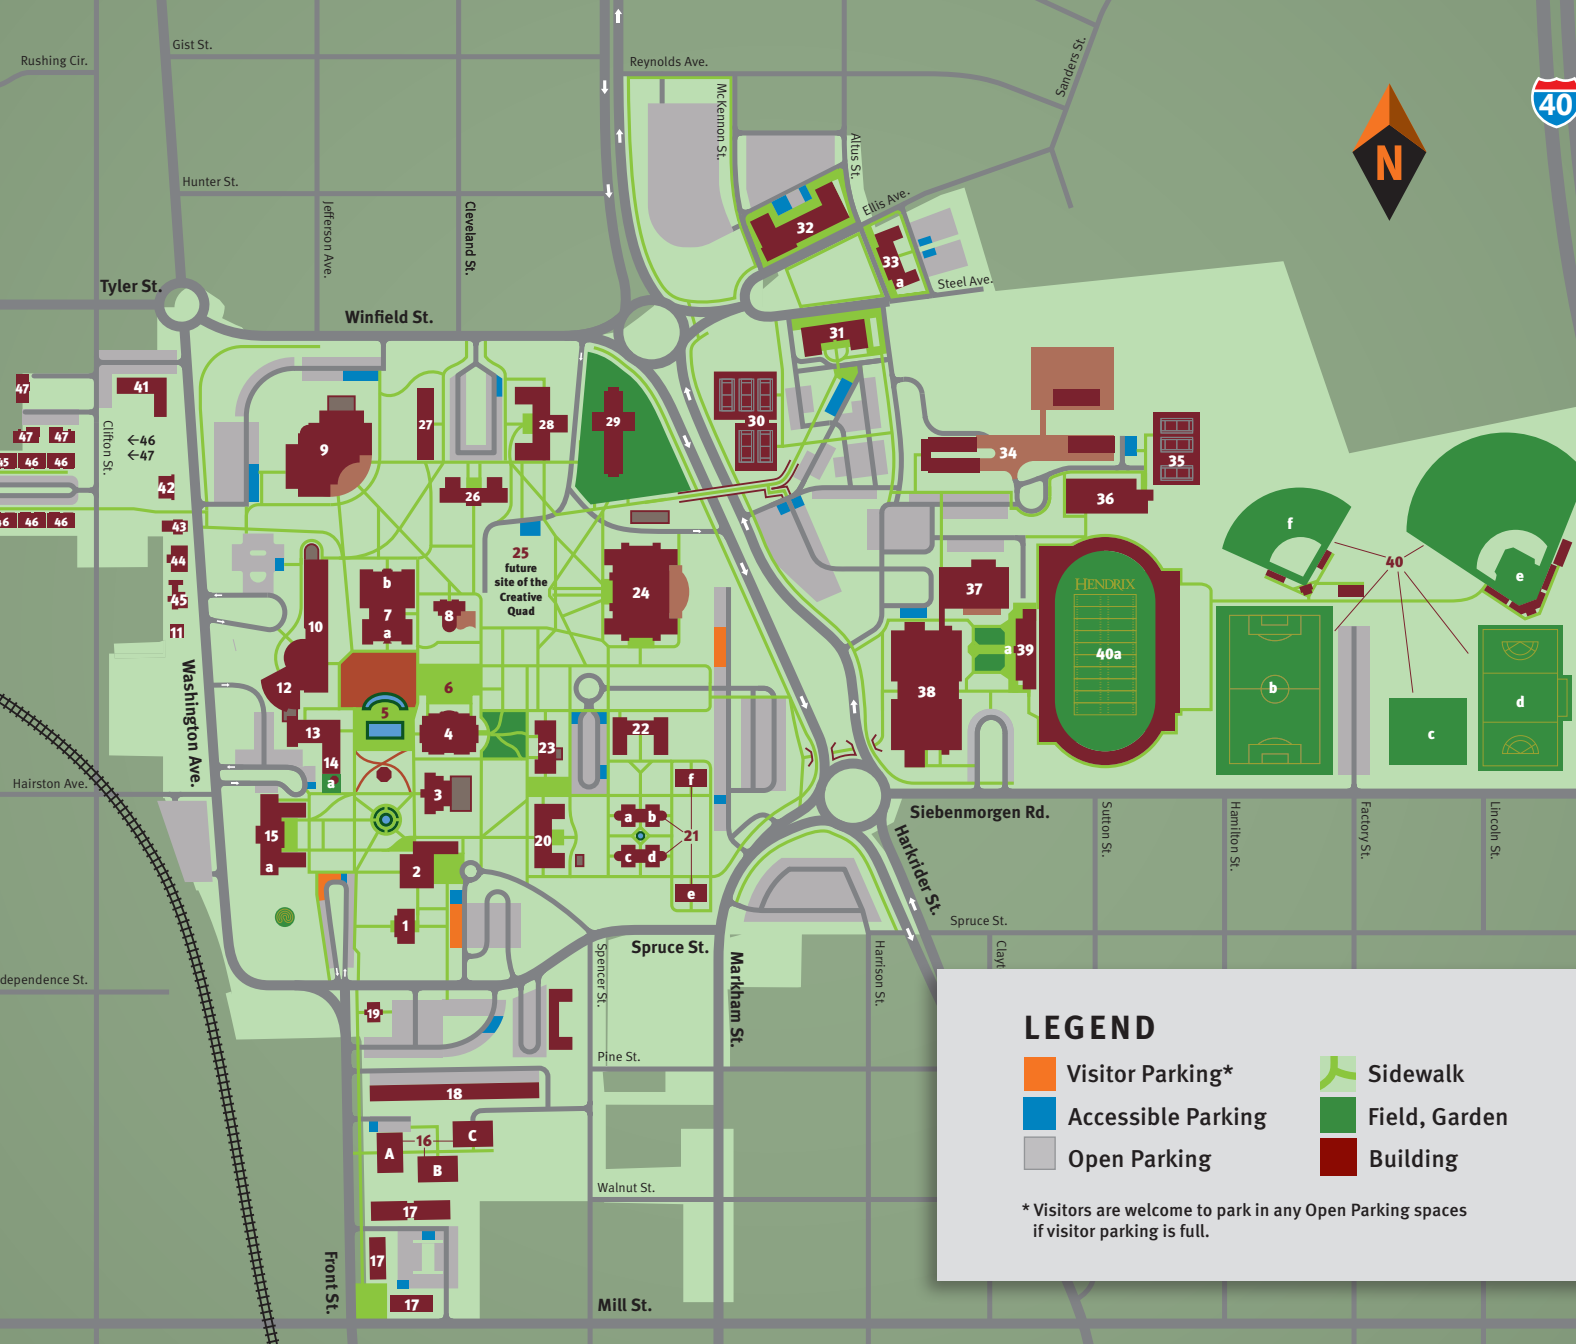 Gist St.
Rushing Cir.
Reynolds Ave.
Sanders St.
McKennon St.
40
Altus St.
N
Hunter St.
Jefferson Ave.
Cleveland St.
Ellis Ave.
32
33
a
Steel Ave.
Tyler St.
Winfield St.
31
47
41
Clifton St.
←46
←47
47
47
45
46
46
9
27
28
29
30
34
35
42
26
36
46
46
46
43
44
45
11
25
future
site of the
Creative
Quad
f
40
e
HENDRIX
b
7
a
8
10
24
37
a
39
40a
38
b
d
c
Washington Ave.
12
6
5
13
4
14
a
23
22
3
f
Hairston Ave.
Siebenmorgen Rd.
15
a
a
b
21
c
d
20
2
e
Harkrider St.
Sutton St.
Hamilton St.
Factory St.
Lincoln St.
1
Spruce St.
Spruce St.
dependence St.
Spencer St.
Markham St.
Harrison St.
Clayt
19
Pine St.
18
16
A
B
C
Walnut St.
17
17
17
Front St.
Mill St.
LEGEND
Visitor Parking*
Sidewalk
Accessible Parking
Field, Garden
Open Parking
Building
* Visitors are welcome to park in any Open Parking spaces
if visitor parking is full.